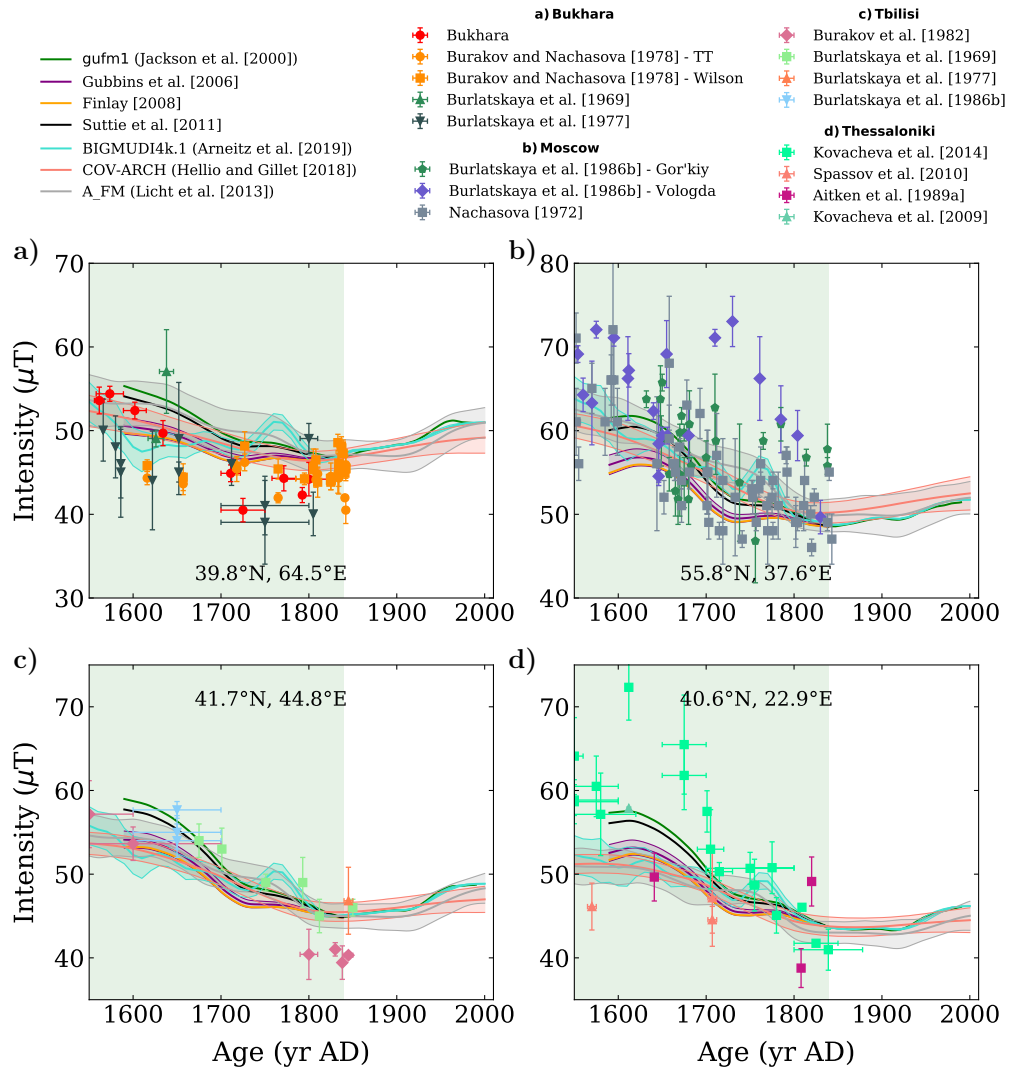 gufm1 (Jackson et al. [2000])
Gubbins et al. [2006]
Finlay [2008]
Suttie et al. [2011]
BIGMUDI4k.1 (Arneitz et al. [2019])
COV-ARCH (Hellio and Gillet [2018])
A_FM (Licht et al. [2013])
a) Bukhara
Bukhara
Burakov and Nachasova [1978] - TT
Burakov and Nachasova [1978] - Wilson
Burlatskaya et al. [1969]
Burlatskaya et al. [1977]
b) Moscow
Burlatskaya et al. [1986b] - Gor'kiy
Burlatskaya et al. [1986b] - Vologda
Nachasova [1972]
c) Tbilisi
Burakov et al. [1982]
Burlatskaya et al. [1969]
Burlatskaya et al. [1977]
Burlatskaya et al. [1986b]
d) Thessaloniki
Kovacheva et al. [2014]
Spassov et al. [2010]
Aitken et al. [1989a]
Kovacheva et al. [2009]
a)
70
60
50
40
30
Intensity (μT)
39.8°N, 64.5°E
1600 1700 1800 1900 2000
b)
80
70
60
50
40
55.8°N, 37.6°E
1600 1700 1800 1900 2000
c)
70
60
50
40
Intensity (μT)
41.7°N, 44.8°E
1600 1700 1800 1900 2000
Age (yr AD)
d)
70
60
50
40
40.6°N, 22.9°E
1600 1700 1800 1900 2000
Age (yr AD)